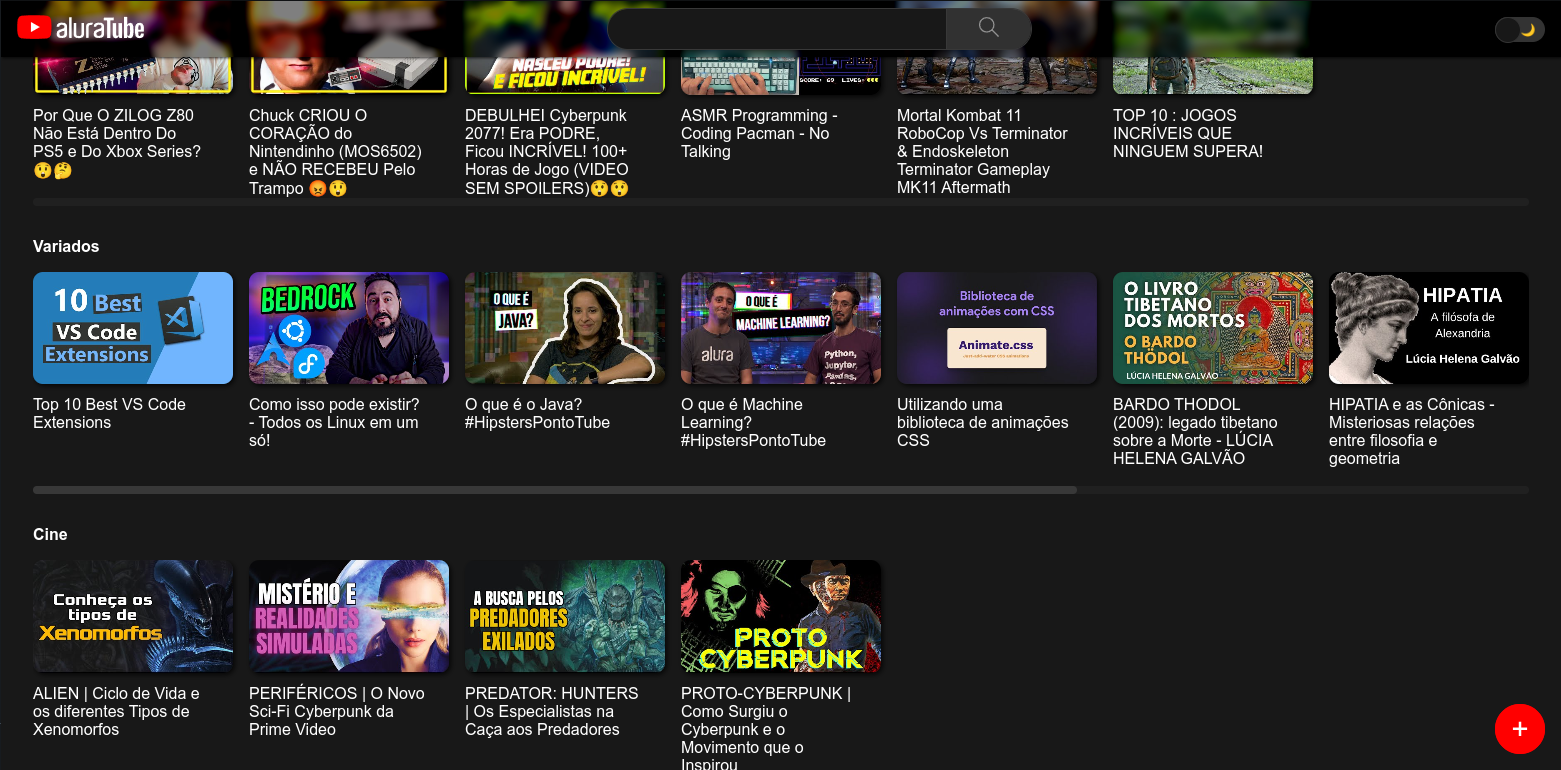 aluraTube
NASCEU PODRE!
E FICOU INCRÍVEL!
SCORE: 69 LIVES:
Por Que O ZILOG Z80
Não Está Dentro Do
PS5 e Do Xbox Series?
😲🤔
Chuck CRIOU O
CORAÇÃO do
Nintendinho (MOS6502)
e NÃO RECEBEU Pelo
Trampo 😡😲
DEBULHEI Cyberpunk
2077! Era PODRE,
Ficou INCRÍVEL! 100+
Horas de Jogo (VIDEO
SEM SPOILERS)😲😲
ASMR Programming -
Coding Pacman - No
Talking
Mortal Kombat 11
RoboCop Vs Terminator
& Endoskeleton
Terminator Gameplay
MK11 Aftermath
TOP 10 : JOGOS
INCRÍVEIS QUE
NINGUEM SUPERA!
Variados
10 Best
VS Code
Extensions
BEDROCK
O QUE É
JAVA?
O QUE É
MACHINE LEARNING?
alura
Python,
Jupyter,
Biblioteca de
animações com CSS
Animate.css
O LIVRO
TIBETANO
DOS MORTOS
O BARDO
THÖDOL
LÚCIA HELENA GALVÃO
HIPATIA
A filósofa de
Alexandria
Lúcia Helena Galvão
Top 10 Best VS Code
Extensions
Como isso pode existir?
- Todos os Linux em um
só!
O que é o Java?
#HipstersPontoTube
O que é Machine
Learning?
#HipstersPontoTube
Utilizando uma
biblioteca de animações
CSS
BARDO THODOL
(2009): legado tibetano
sobre a Morte - LÚCIA
HELENA GALVÃO
HIPATIA e as Cônicas -
Misteriosas relações
entre filosofia e
geometria
Cine
Conheça os
tipos de
Xenomorfos
MISTÉRIO E
REALIDADES
SIMULADAS
A BUSCA PELOS
PREDADORES
EXILADOS
PROTO
CYBERPUNK
ALIEN | Ciclo de Vida e
os diferentes Tipos de
Xenomorfos
PERIFÉRICOS | O Novo
Sci-Fi Cyberpunk da
Prime Video
PREDATOR: HUNTERS
| Os Especialistas na
Caça aos Predadores
PROTO-CYBERPUNK |
Como Surgiu o
Cyberpunk e o
Movimento que o
Inspirou
+